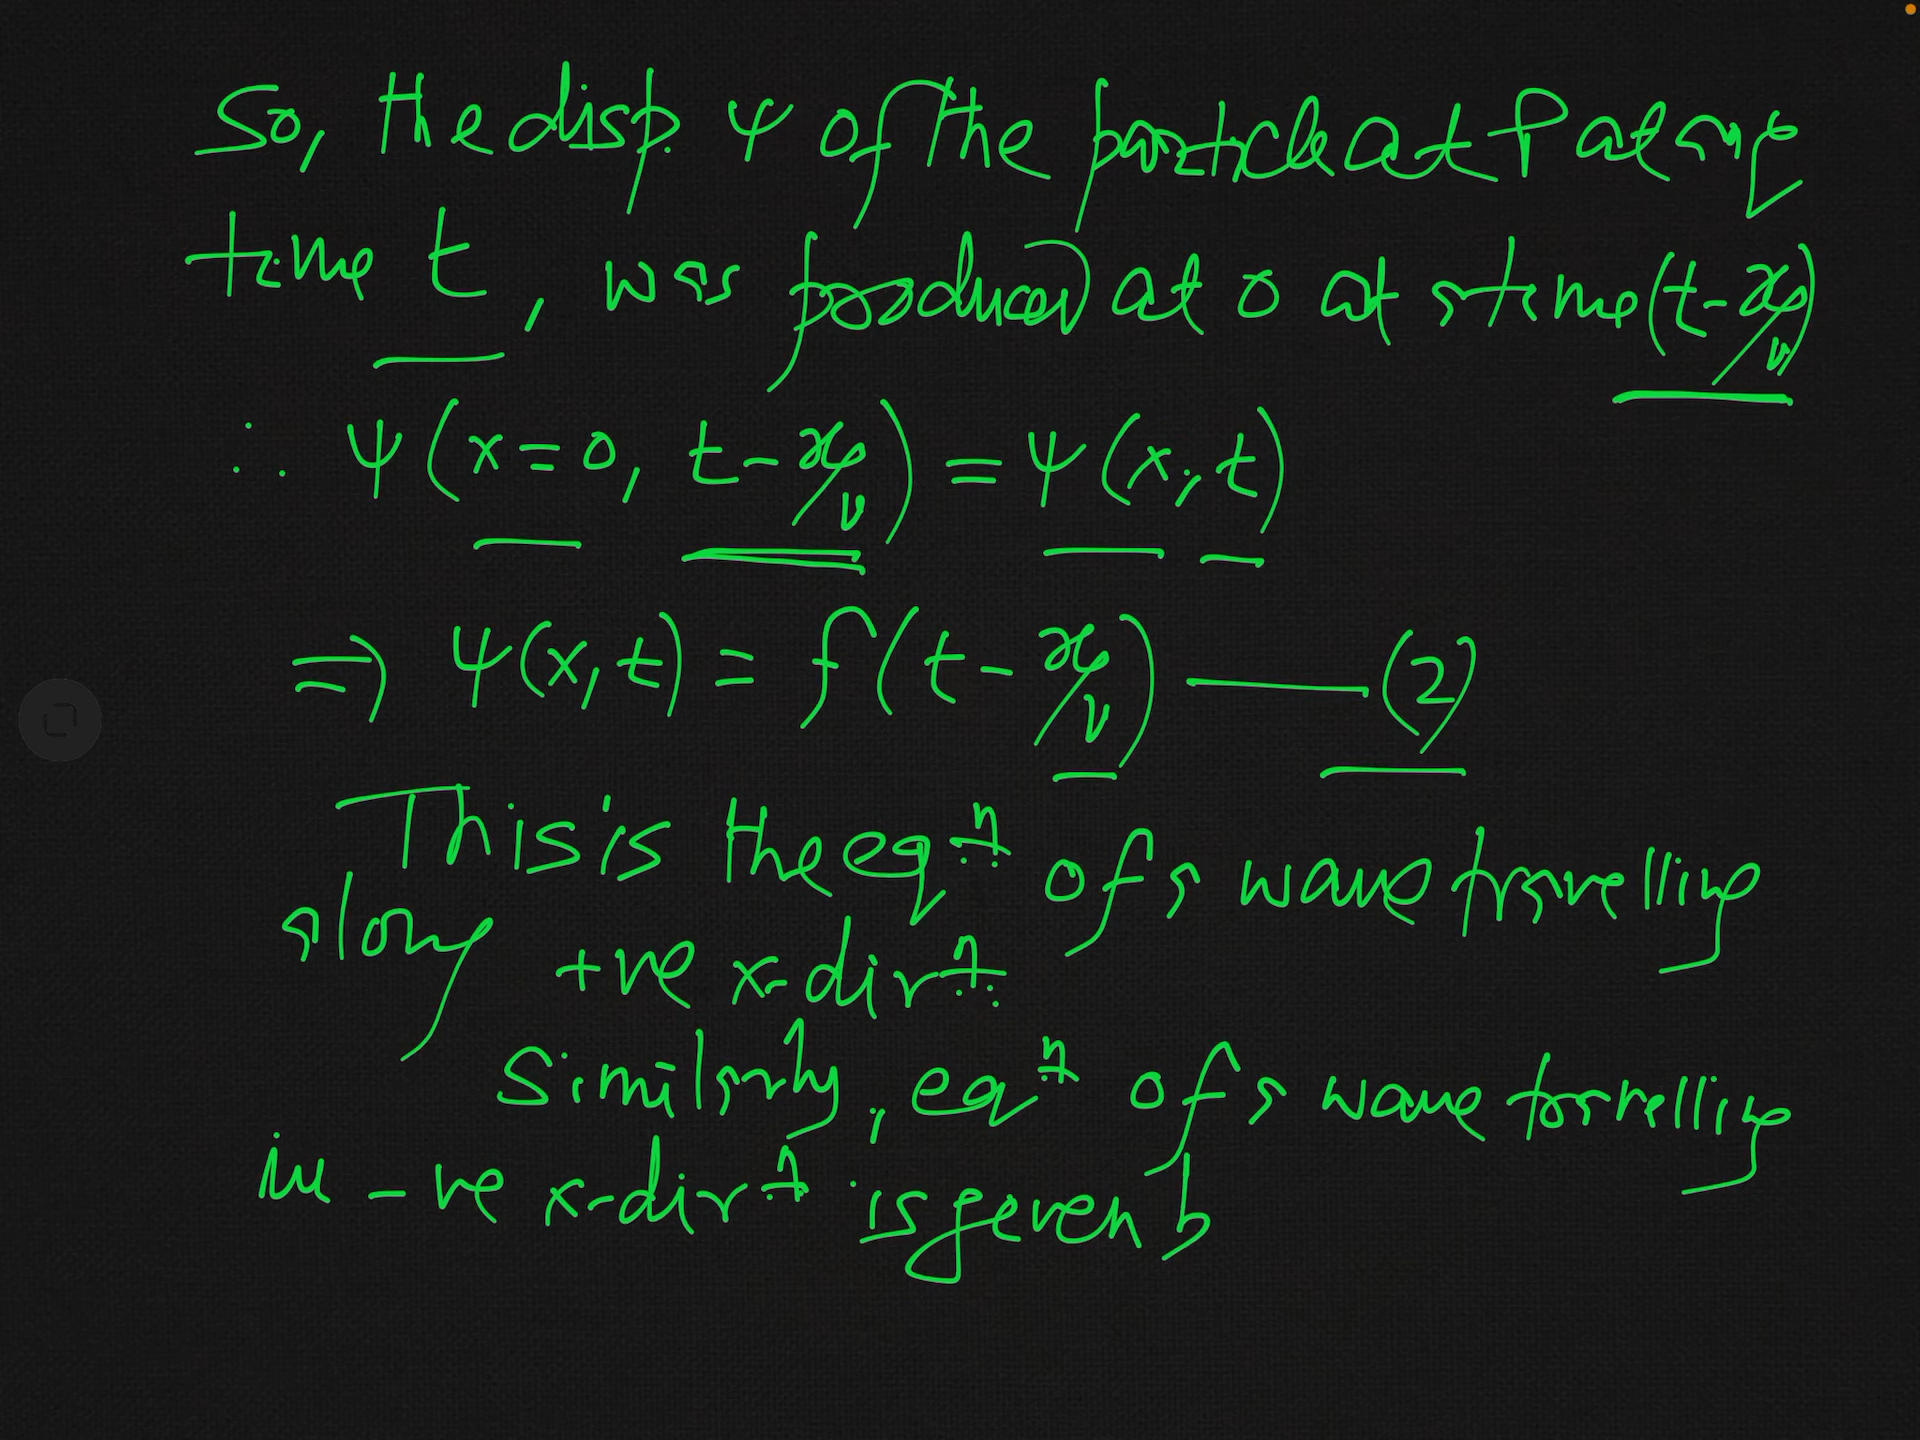 So, the disp. ψ of the particle at P at any
time t, was produced at O at a time (t - x/v)
∴ ψ(x=0, t - x/v) = ψ(x, t)
⇒ ψ(x, t) = f(t - x/v) —— (2)
This is the eqⁿ of a wave travelling
along +ve x-dirⁿ
Similarly, eqⁿ of a wave travelling
in -ve x-dirⁿ is given b